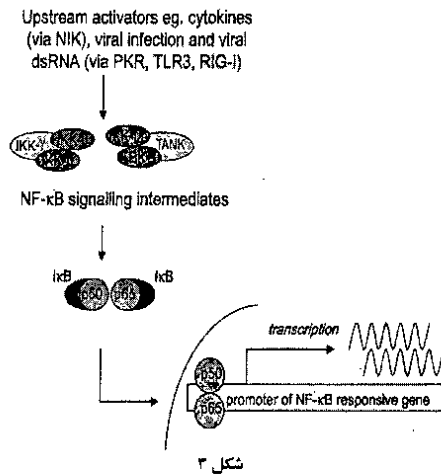 Upstream activators eg. cytokines
(via NIK), viral infection and viral
dsRNA (via PKR, TLR3, RIG-I)
IKK-γ
TANK
NF-κB signalling intermediates
IκB
IκB
p50
p65
transcription
p50
p65
promoter of NF-κB responsive gene
شکل ۳